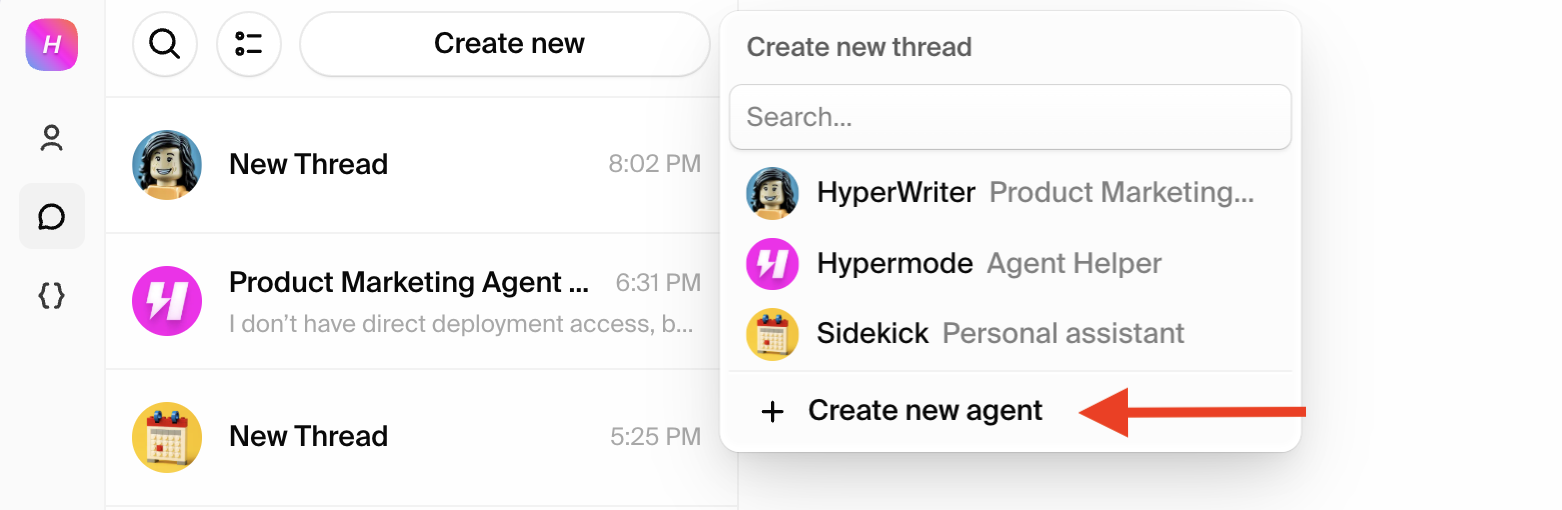 H
Create new
New Thread
8:02 PM
Product Marketing Agent ...
6:31 PM
I don't have direct deployment access, b...
New Thread
5:25 PM
Create new thread
Search...
HyperWriter Product Marketing...
Hypermode Agent Helper
Sidekick Personal assistant
+ Create new agent